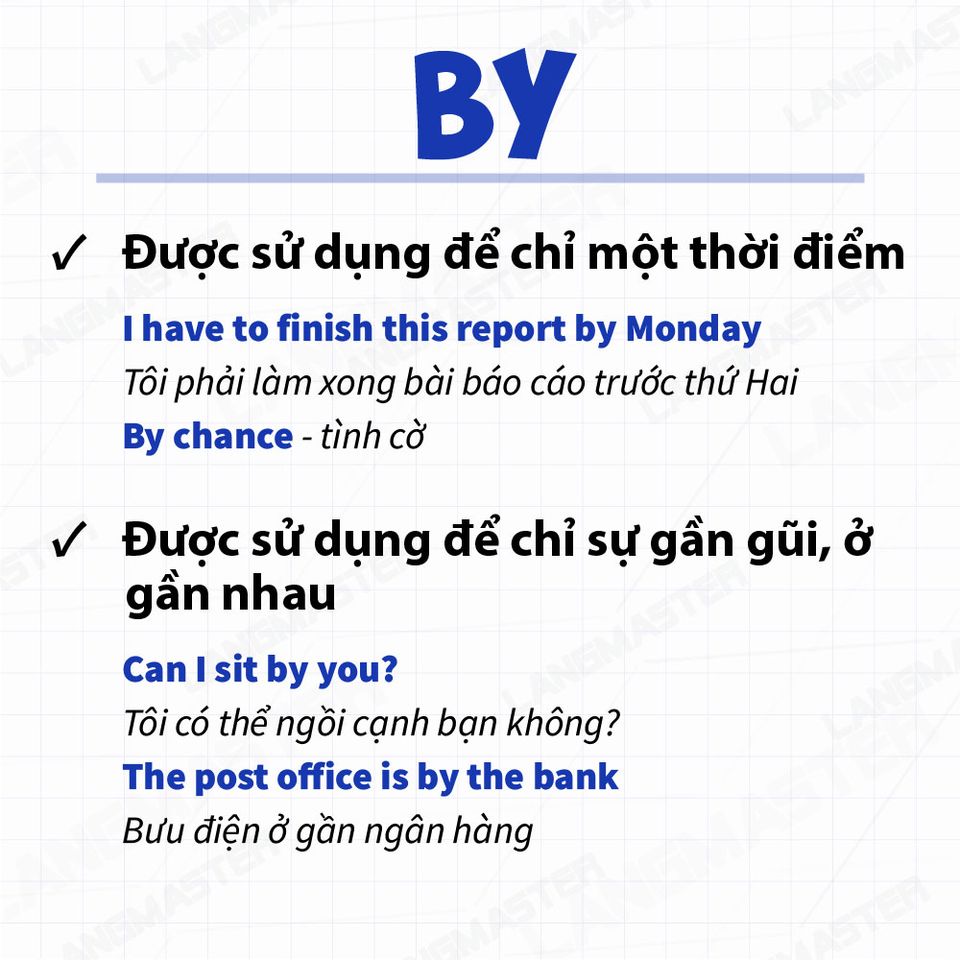 BY
✓ Được sử dụng để chỉ một thời điểm
I have to finish this report by Monday
Tôi phải làm xong bài báo cáo trước thứ Hai
By chance - tình cờ
✓ Được sử dụng để chỉ sự gần gũi, ở
gần nhau
Can I sit by you?
Tôi có thể ngồi cạnh bạn không?
The post office is by the bank
Bưu điện ở gần ngân hàng
LANGMASTER